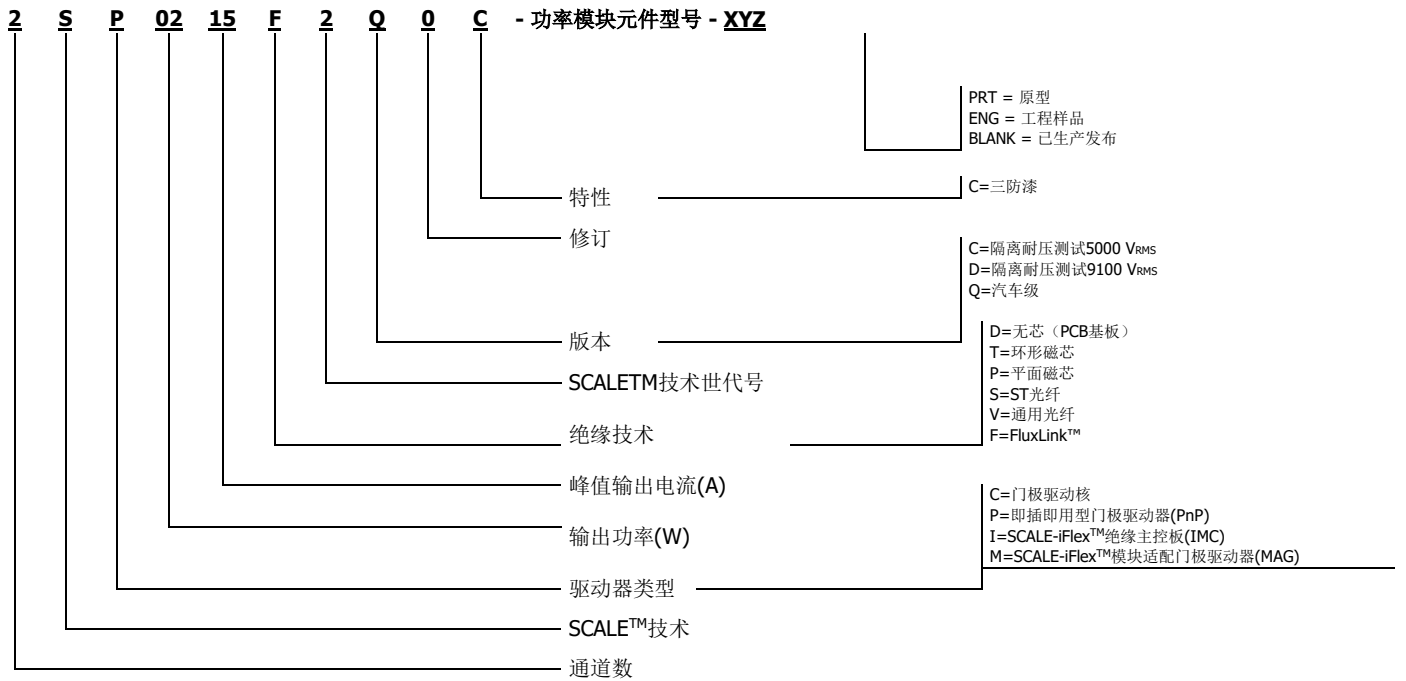 2 S P 02 15 F 2 Q 0 C - 功率模块元件型号 - XYZ
PRT = 原型
ENG = 工程样品
BLANK = 已生产发布
特性
C=三防漆
修订
C=隔离耐压测试5000 VRMS
D=隔离耐压测试9100 VRMS
Q=汽车级
版本
D=无芯（PCB基板）
T=环形磁芯
P=平面磁芯
S=ST光纤
V=通用光纤
F=FluxLink™
SCALETM技术世代号
绝缘技术
峰值输出电流(A)
C=门极驱动核
P=即插即用型门极驱动器(PnP)
I=SCALE-iFlex™绝缘主控板(IMC)
M=SCALE-iFlex™模块适配门极驱动器(MAG)
输出功率(W)
驱动器类型
SCALE™技术
通道数